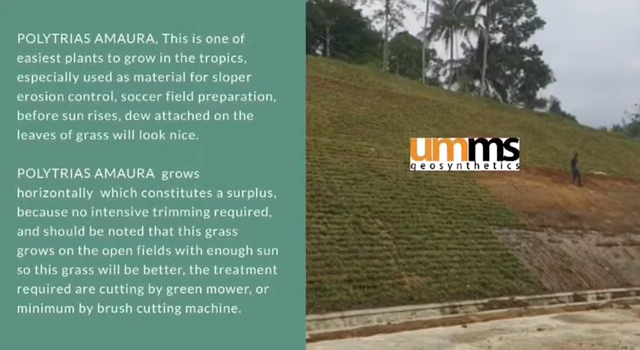 POLYTRIAS AMAURA, This is one of
easiest plants to grow in the tropics,
especially used as material for sloper
erosion control, soccer field preparation,
before sun rises, dew attached on the
leaves of grass will look nice.
POLYTRIAS AMAURA grows
horizontally which constitutes a surplus,
because no intensive trimming required,
and should be noted that this grass
grows on the open fields with enough sun
so this grass will be better, the treatment
required are cutting by green mower, or
minimum by brush cutting machine.
umms
geosynthetics